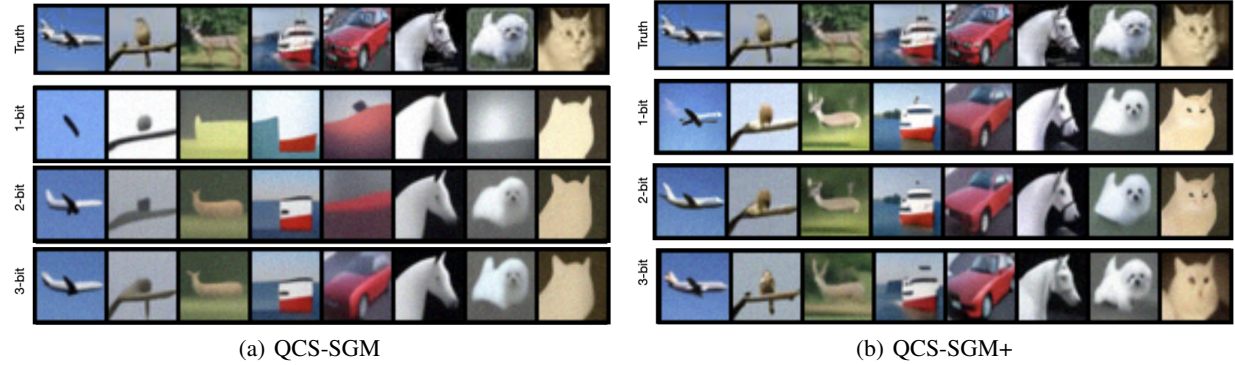 Truth
1-bit
2-bit
3-bit
(a) QCS-SGM
Truth
1-bit
2-bit
3-bit
(b) QCS-SGM+